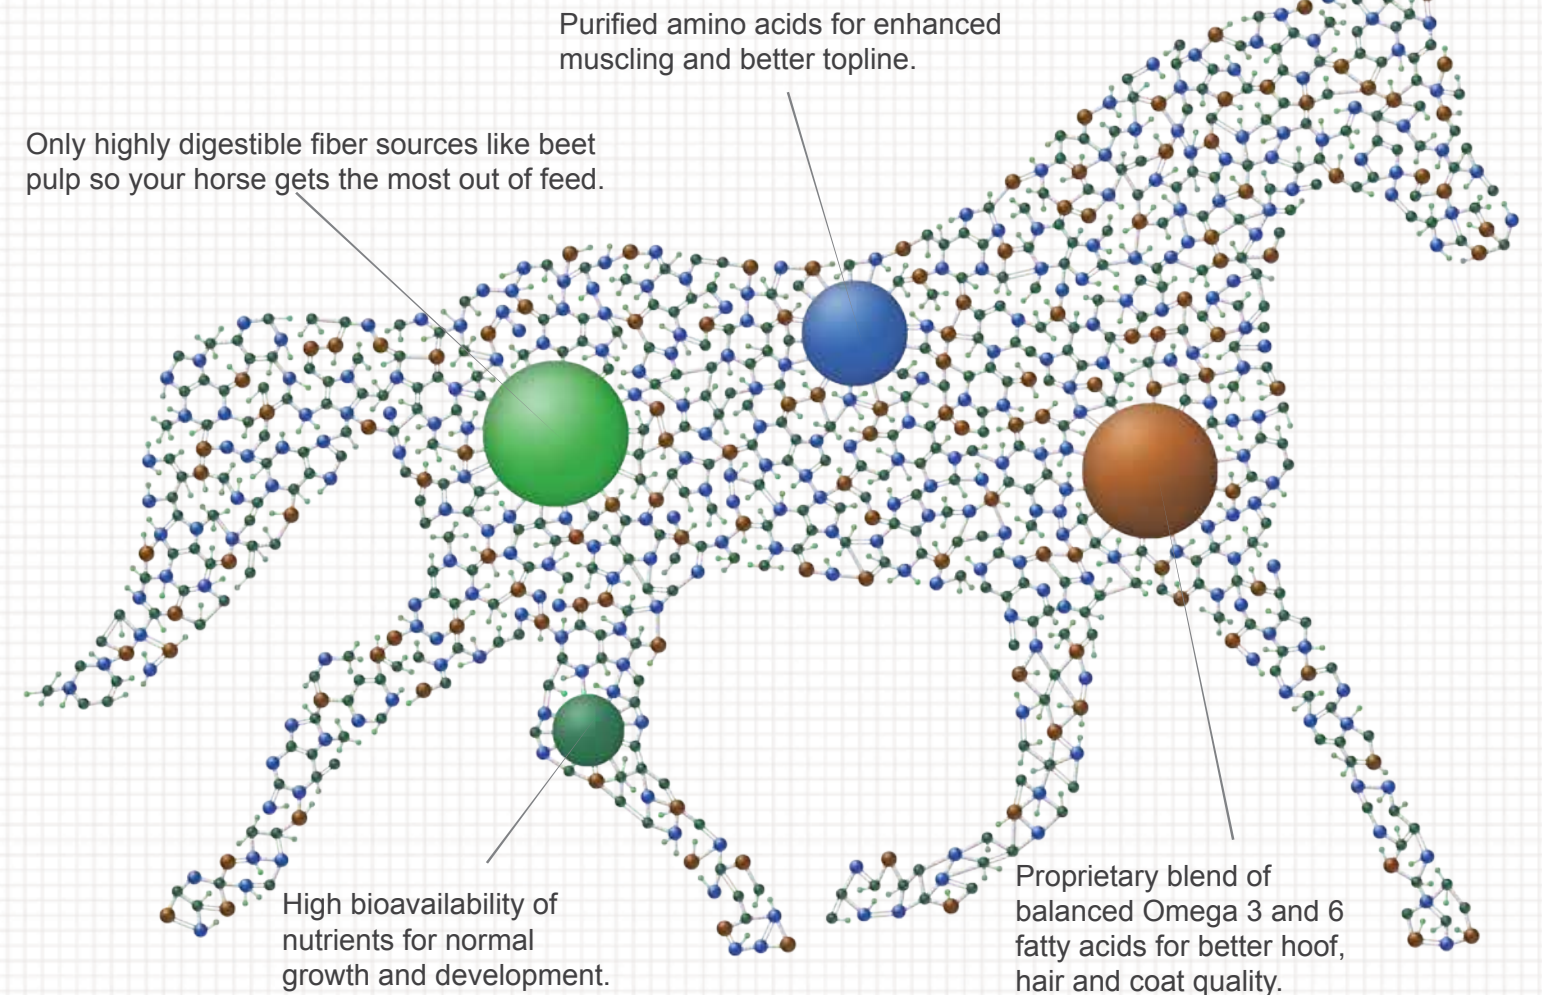 Purified amino acids for enhanced
muscling and better topline.
Only highly digestible fiber sources like beet
pulp so your horse gets the most out of feed.
High bioavailability of
nutrients for normal
growth and development.
Proprietary blend of
balanced Omega 3 and 6
fatty acids for better hoof,
hair and coat quality.